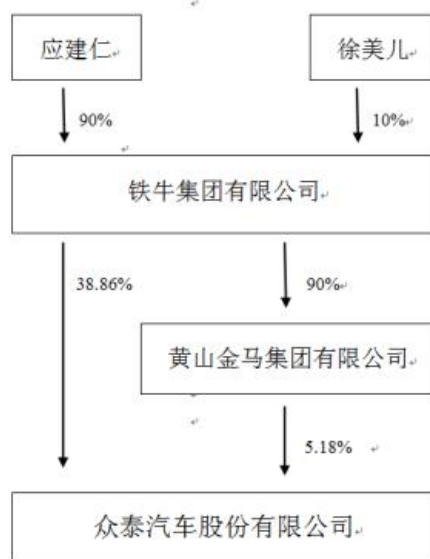 应建仁
徐美儿
90%
10%
铁牛集团有限公司
38.86%
90%
黄山金马集团有限公司
5.18%
众泰汽车股份有限公司